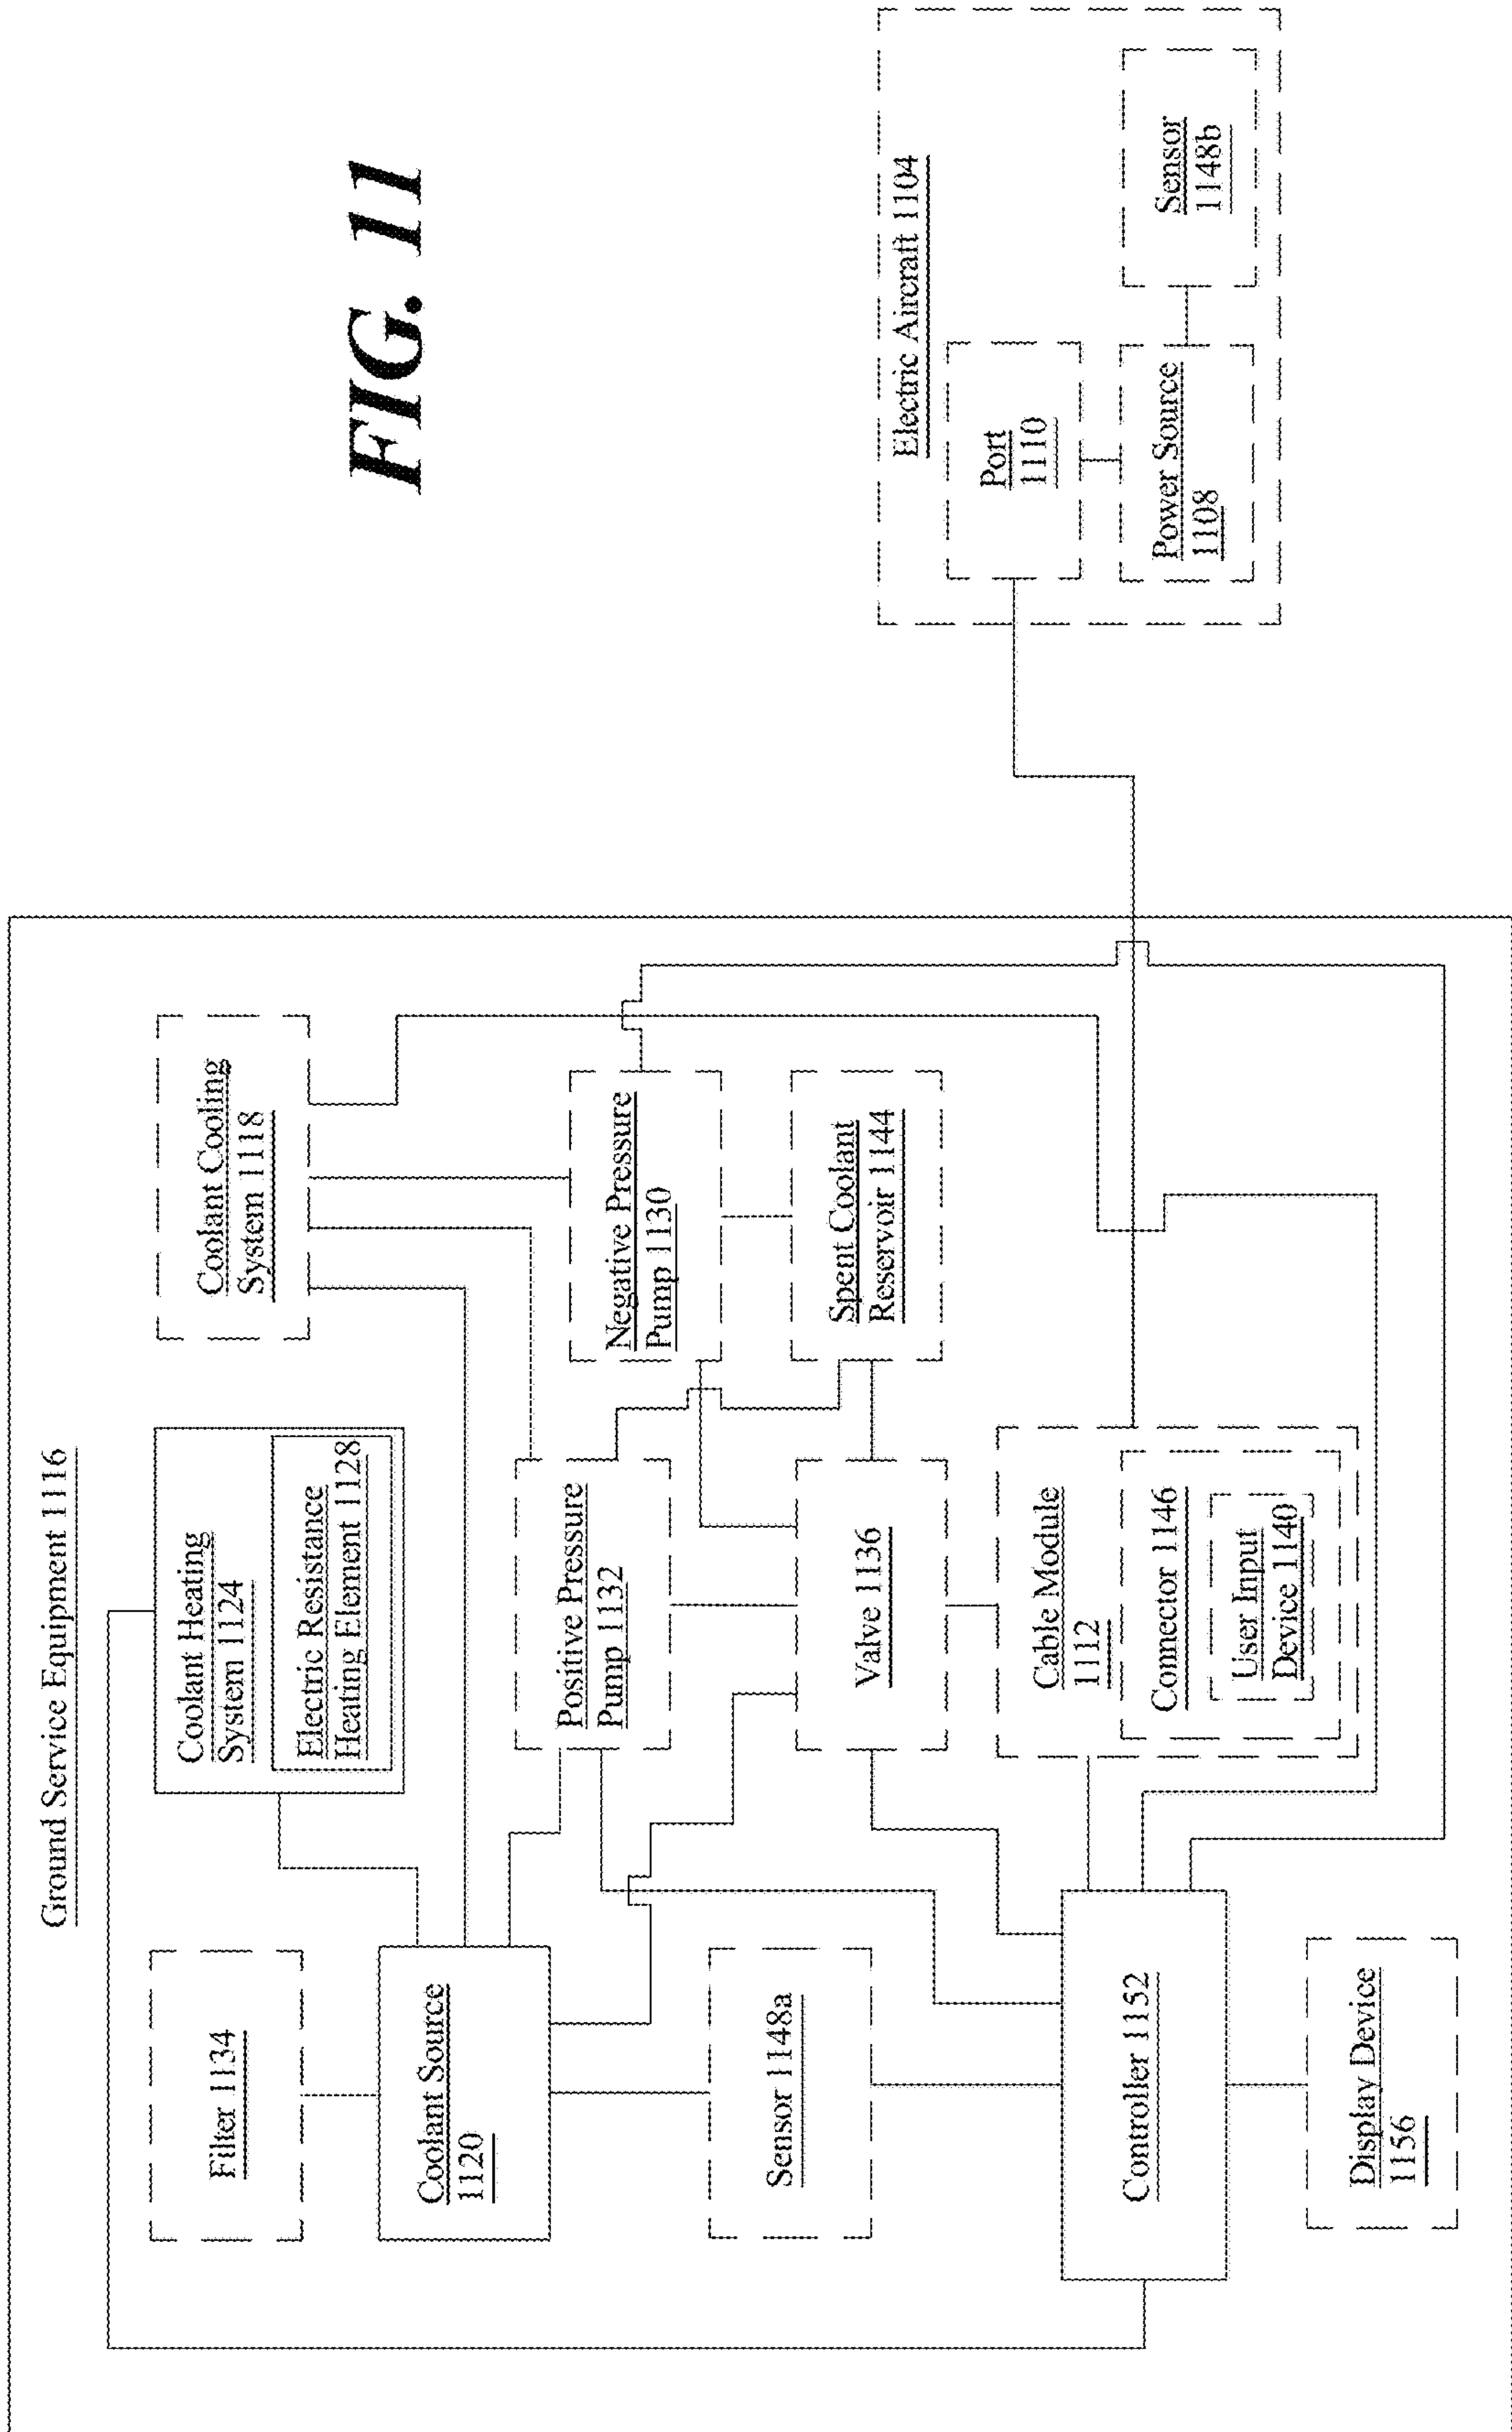 Ground Service Equipment 1116
Filter 1134
Coolant Heating
System 1124
Electric Resistance
Heating Element 1128
Coolant Cooling
System 1118
Coolant Source
1120
Positive Pressure
Pump 1132
Negative Pressure
Pump 1130
Sensor 1148a
Valve 1136
Spent Coolant
Reservoir 1144
Controller 1152
Cable Module
1112
Connector 1146
User Input
Device 1140
Display Device
1156
FIG. 11
Electric Aircraft 1104
Port
1110
Power Source
1108
Sensor
1148b